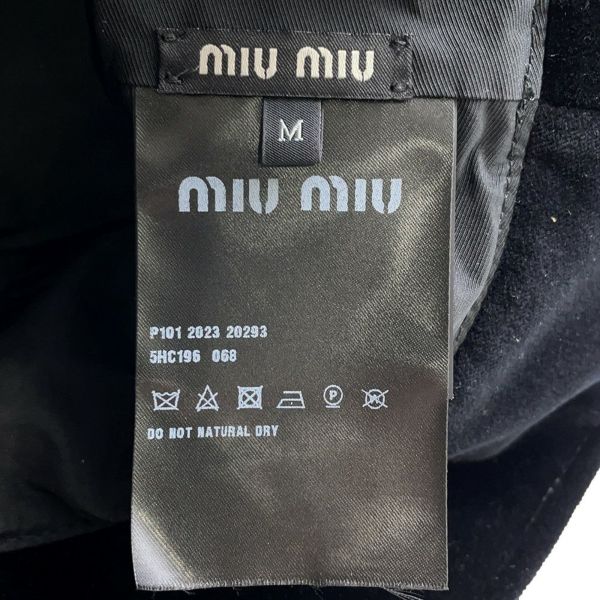 miu miu
M
miu miu
P101 2023 20293
5HC196 068
P
DO NOT NATURAL DRY